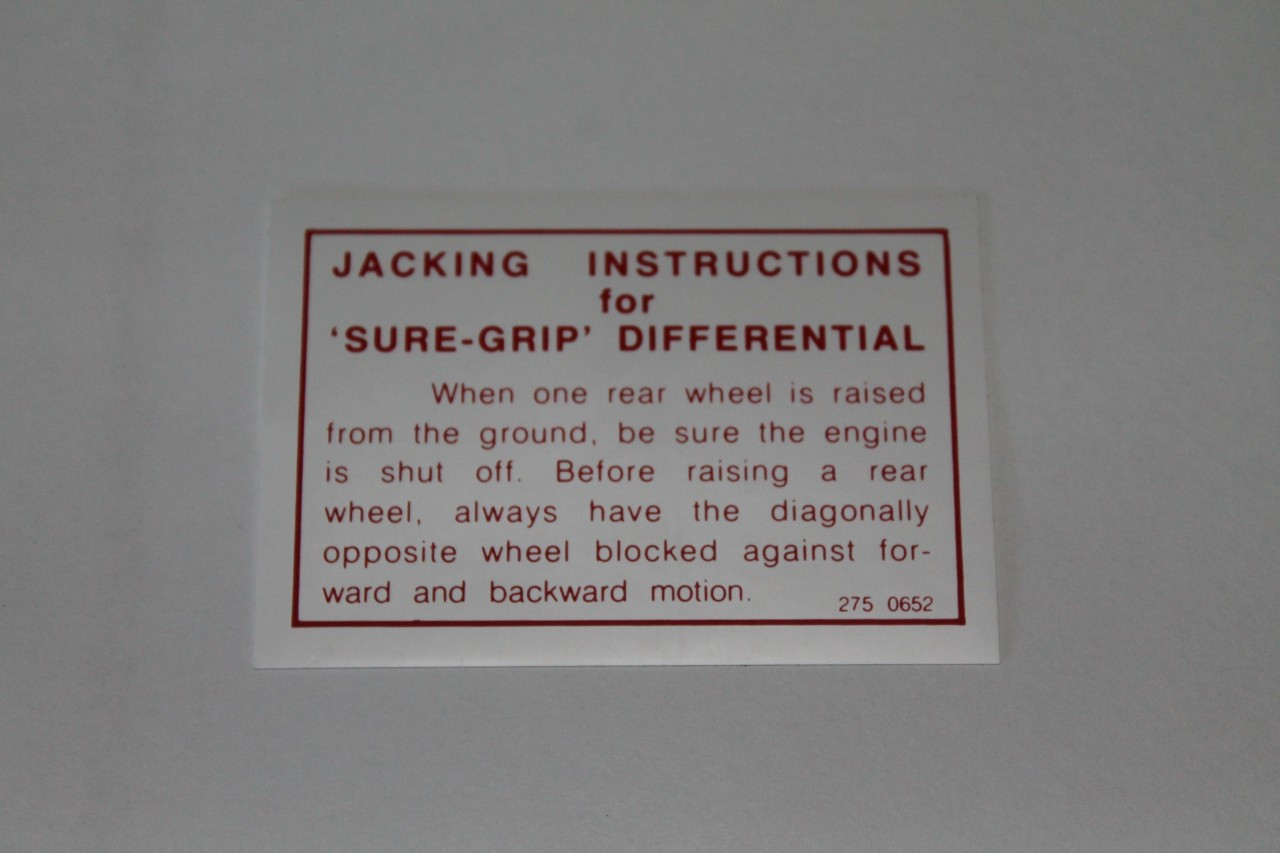 JACKING INSTRUCTIONS
for
‘SURE-GRIP’ DIFFERENTIAL
When one rear wheel is raised
from the ground, be sure the engine
is shut off. Before raising a rear
wheel, always have the diagonally
opposite wheel blocked against for-
ward and backward motion.
275 0652